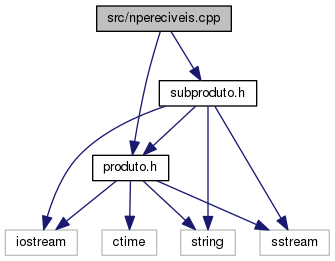 src/npereciveis.cpp
subproduto.h
produto.h
iostream
ctime
string
sstream